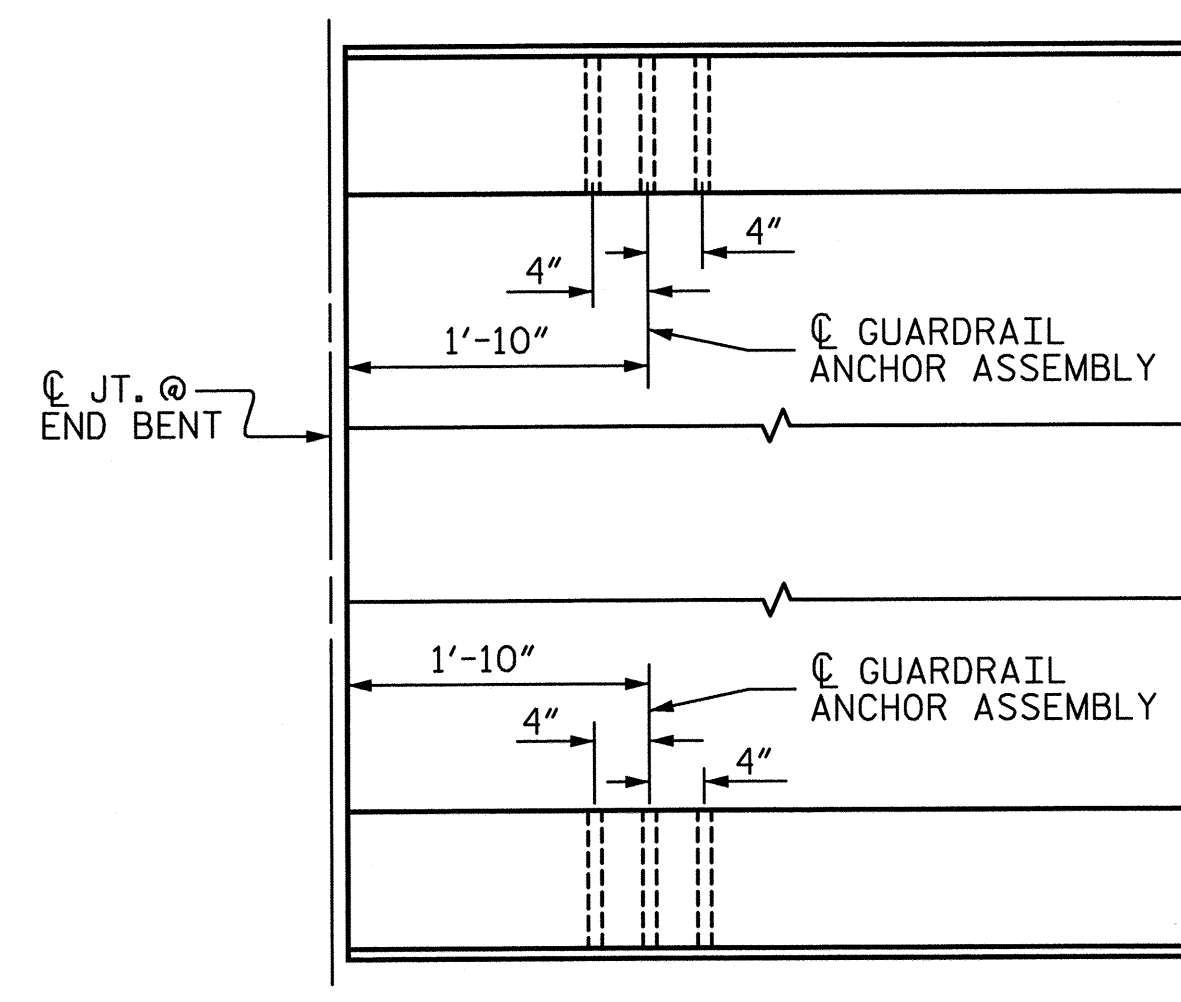 4"
4"
1'-10"
℄ GUARDRAIL
ANCHOR ASSEMBLY
℄ JT. @
END BENT
1'-10"
℄ GUARDRAIL
ANCHOR ASSEMBLY
4"
4"